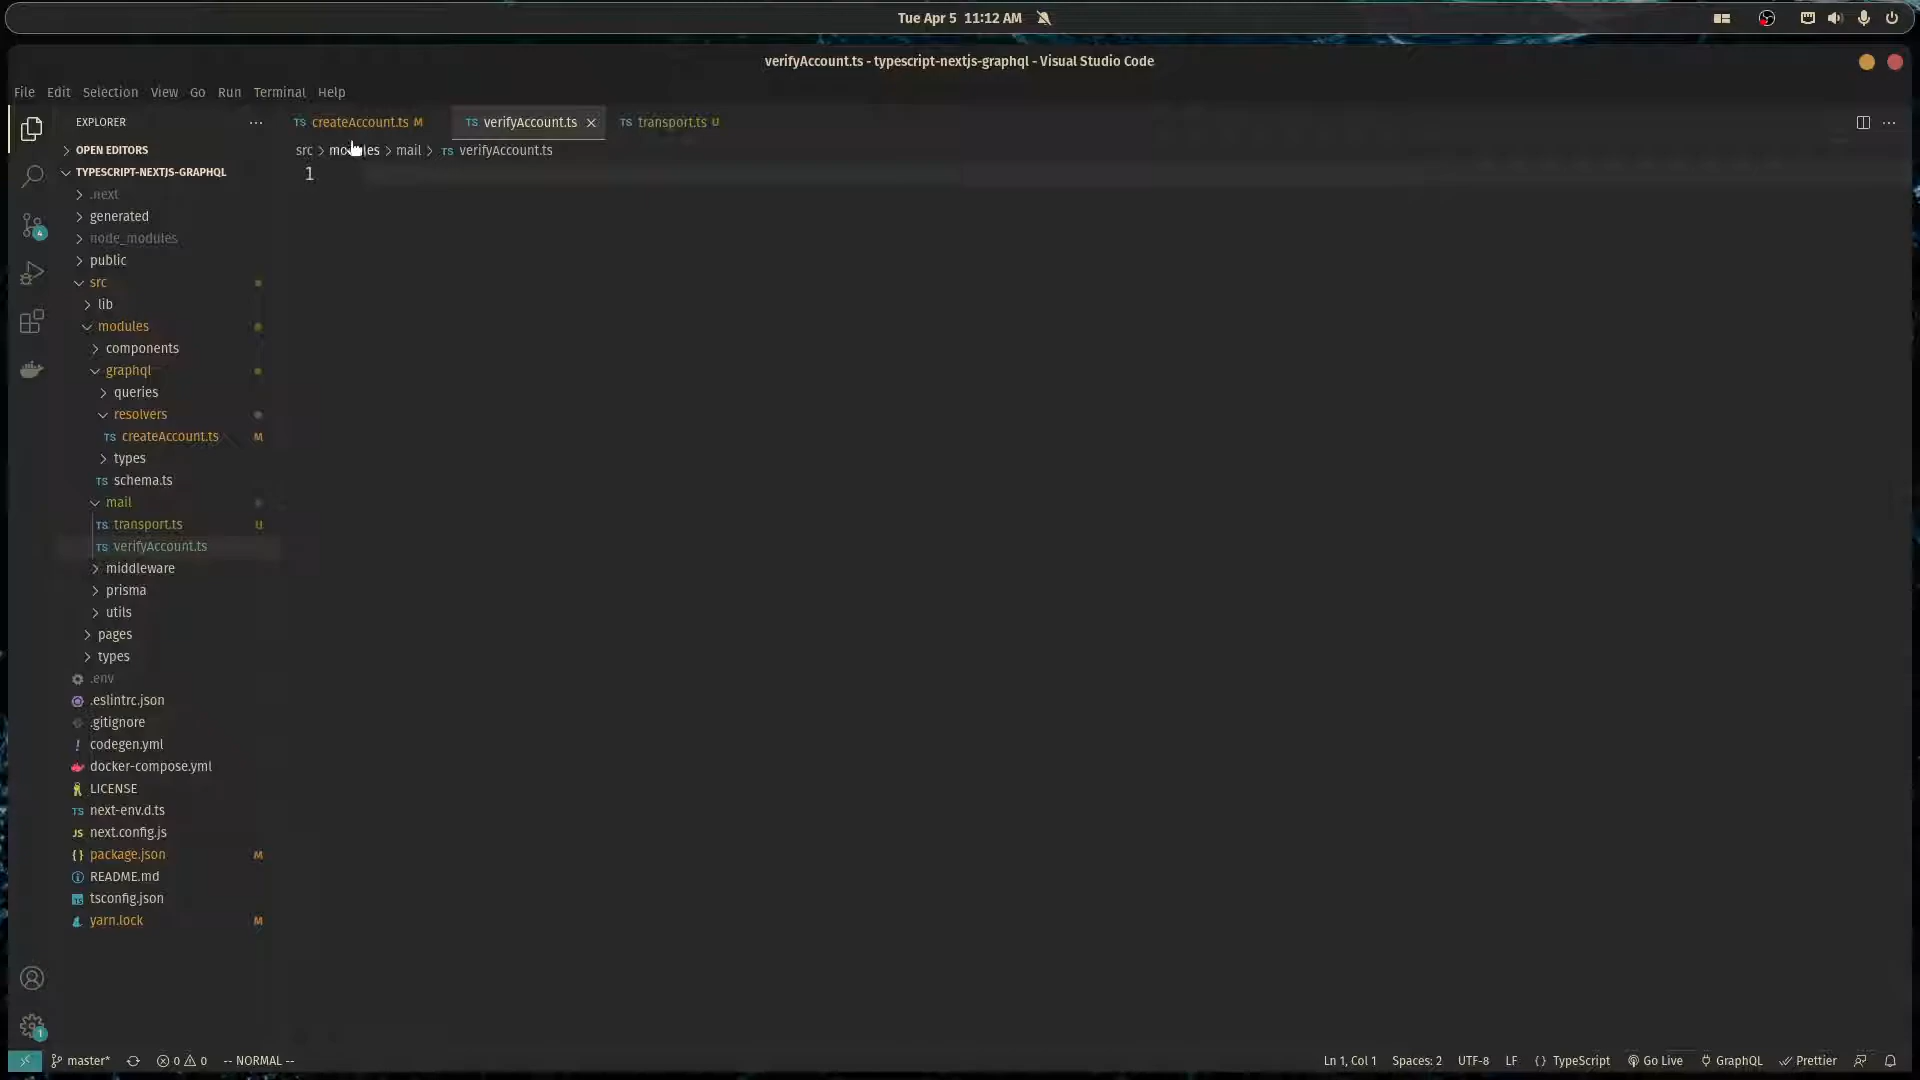 Tue Apr 5 11:12 AM
verifyAccount.ts - typescript-nextjs-graphql - Visual Studio Code
File Edit Selection View Go Run Terminal Help
EXPLORER
TS createAccount.ts M
TS verifyAccount.ts
TS transport.ts U
OPEN EDITORS
src > modules > mail > TS verifyAccount.ts
TYPESCRIPT-NEXTJS-GRAPHQL
1
.next
generated
4
node_modules
public
src
lib
modules
components
graphql
queries
resolvers
TS createAccount.ts M
types
TS schema.ts
mail
TS transport.ts U
TS verifyAccount.ts
middleware
prisma
utils
pages
types
.env
.eslintrc.json
.gitignore
! codegen.yml
docker-compose.yml
LICENSE
TS next-env.d.ts
JS next.config.js
{ } package.json M
README.md
tsconfig.json
yarn.lock M
1
master* 0 0 -- NORMAL -- Ln 1, Col 1 Spaces: 2 UTF-8 LF { } TypeScript Go Live GraphQL Prettier